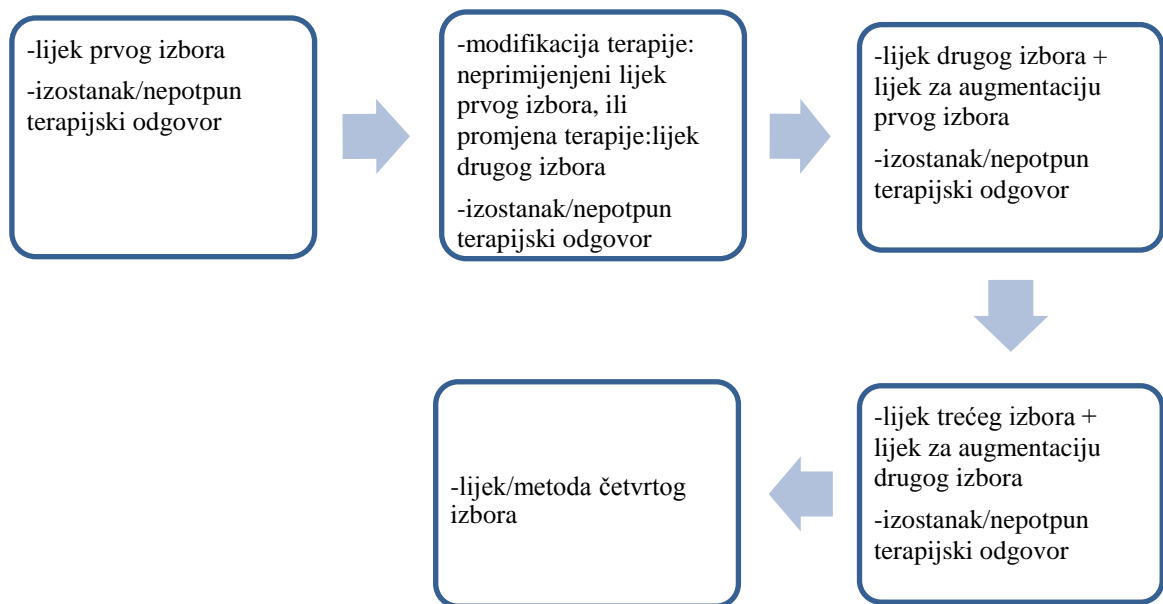 -lijek prvog izbora
-izostanak/nepotpun
terapijski odgovor
-modifikacija terapije:
neprimijenjeni lijek
prvog izbora, ili
promjena terapije:lijek
drugog izbora
-izostanak/nepotpun
terapijski odgovor
-lijek drugog izbora +
lijek za augmentaciju
prvog izbora
-izostanak/nepotpun
terapijski odgovor
-lijek trećeg izbora +
lijek za augmentaciju
drugog izbora
-izostanak/nepotpun
terapijski odgovor
-lijek/metoda četvrtog
izbora